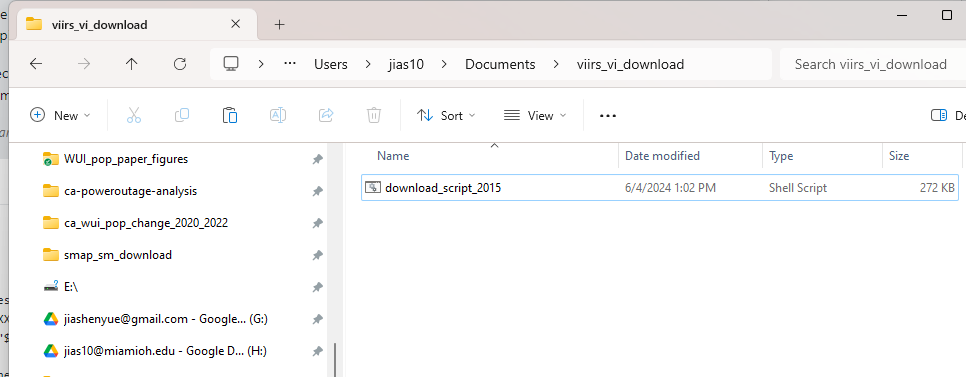 viirs_vi_download
Users
jias10
Documents
viirs_vi_download
Search viirs_vi_download
New
Sort
View
WUI_pop_paper_figures
ca-poweroutage-analysis
ca_wui_pop_change_2020_2022
smap_sm_download
E:\
jiashenyue@gmail.com - Google... (G:)
jias10@miamioh.edu - Google D... (H:)
Name Date modified Type Size
download_script_2015 6/4/2024 1:02 PM Shell Script 272 KB